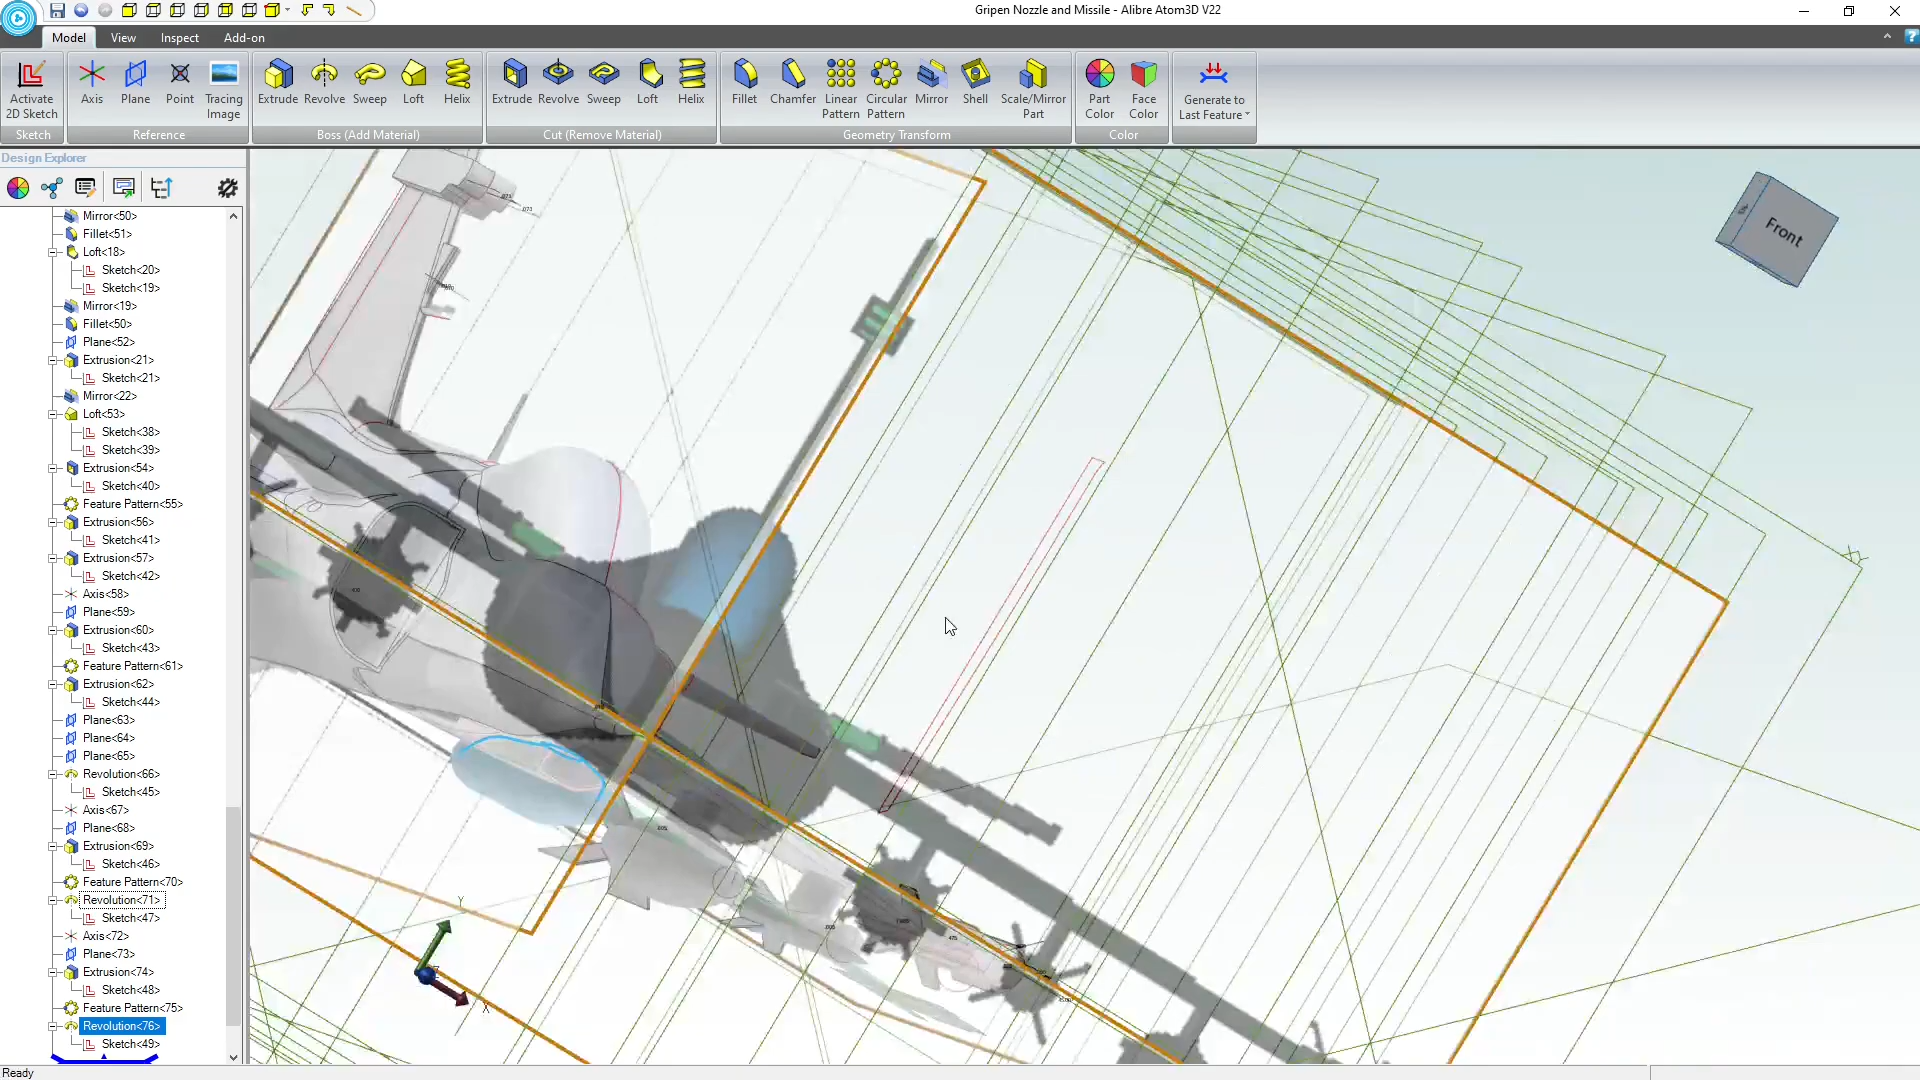 Gripen Nozzle and Missile - Alibre Atom3D V22
Model View Inspect Add-on
Activate 2D Sketch
Axis Plane Point Tracing Image
Extrude Revolve Sweep Loft Helix
Extrude Revolve Sweep Loft Helix
Fillet Chamfer Linear Pattern Circular Pattern Mirror Shell Scale/Mirror Part
Part Color Face Color
Generate to Last Feature
Sketch Reference Boss (Add Material) Cut (Remove Material) Geometry Transform Color
Design Explorer
Mirror<50>
Fillet<51>
Loft<18>
Sketch<20>
Sketch<19>
Mirror<19>
Fillet<50>
Plane<52>
Extrusion<21>
Sketch<21>
Mirror<22>
Loft<53>
Sketch<38>
Sketch<39>
Extrusion<54>
Sketch<40>
Feature Pattern<55>
Extrusion<56>
Sketch<41>
Extrusion<57>
Sketch<42>
Axis<58>
Plane<59>
Extrusion<60>
Sketch<43>
Feature Pattern<61>
Extrusion<62>
Sketch<44>
Plane<63>
Plane<64>
Plane<65>
Revolution<66>
Sketch<45>
Axis<67>
Plane<68>
Extrusion<69>
Sketch<46>
Feature Pattern<70>
Revolution<71>
Sketch<47>
Axis<72>
Plane<73>
Extrusion<74>
Sketch<48>
Feature Pattern<75>
Revolution<76>
Sketch<49>
Front
Y
X
Ready